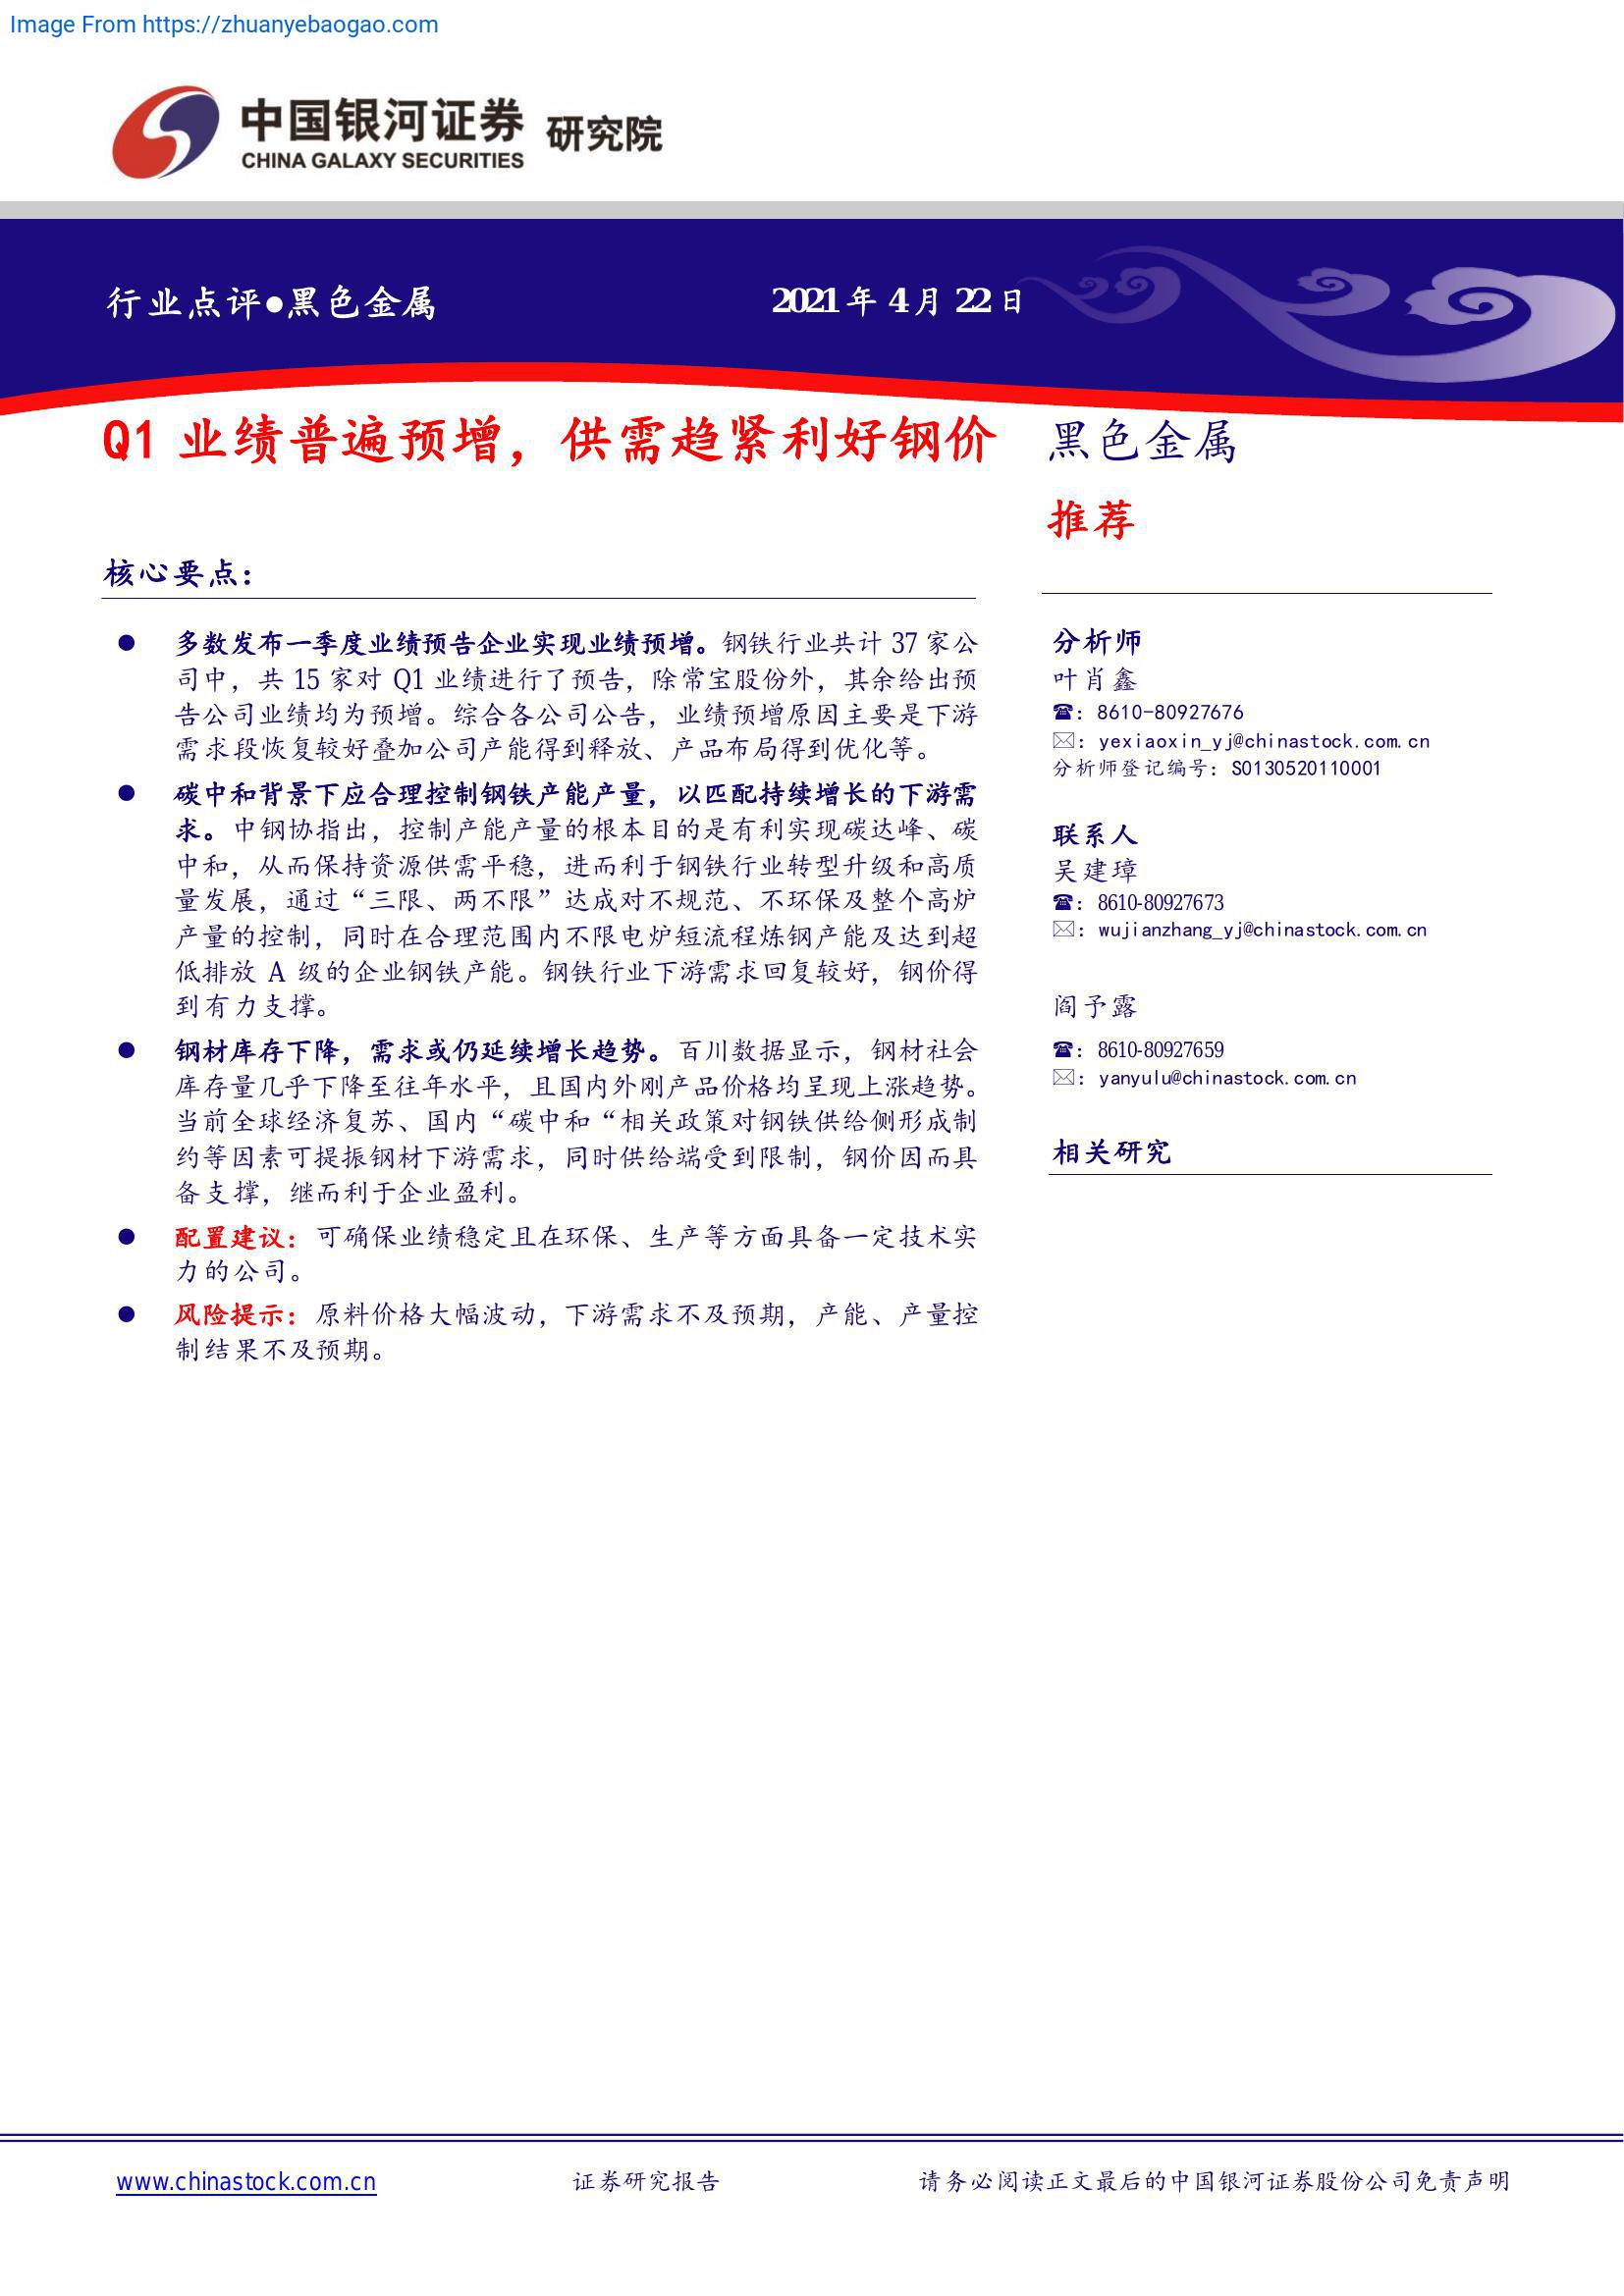 Image From https://zhuanyebaogao.com
中国银河证券 研究院
CHINA GALAXY SECURITIES
行业点评●黑色金属
2021 年 4 月 22 日
Q1 业绩普遍预增，供需趋紧利好钢价
核心要点：
● 多数发布一季度业绩预告企业实现业绩预增。钢铁行业共计 37 家公
司中，共 15 家对 Q1 业绩进行了预告，除常宝股份外，其余给出预
告公司业绩均为预增。综合各公司公告，业绩预增原因主要是下游
需求段恢复较好叠加公司产能得到释放、产品布局得到优化等。
● 碳中和背景下应合理控制钢铁产能产量，以匹配持续增长的下游需
求。中钢协指出，控制产能产量的根本目的是有利实现碳达峰、碳
中和，从而保持资源供需平稳，进而利于钢铁行业转型升级和高质
量发展，通过“三限、两不限”达成对不规范、不环保及整个高炉
产量的控制，同时在合理范围内不限电炉短流程炼钢产能及达到超
低排放 A 级的企业钢铁产能。钢铁行业下游需求回复较好，钢价得
到有力支撑。
● 钢材库存下降，需求或仍延续增长趋势。百川数据显示，钢材社会
库存量几乎下降至往年水平，且国内外刚产品价格均呈现上涨趋势。
当前全球经济复苏、国内“碳中和“相关政策对钢铁供给侧形成制
约等因素可提振钢材下游需求，同时供给端受到限制，钢价因而具
备支撑，继而利于企业盈利。
● 配置建议：可确保业绩稳定且在环保、生产等方面具备一定技术实
力的公司。
● 风险提示：原料价格大幅波动，下游需求不及预期，产能、产量控
制结果不及预期。
黑色金属
推荐
分析师
叶肖鑫
☎：8610-80927676
✉：yexiaoxin_yj@chinastock.com.cn
分析师登记编号：S0130520110001
联系人
吴建璋
☎：8610-80927673
✉：wujianzhang_yj@chinastock.com.cn
阎予露
☎：8610-80927659
✉：yanyulu@chinastock.com.cn
相关研究
www.chinastock.com.cn
证券研究报告
请务必阅读正文最后的中国银河证券股份公司免责声明